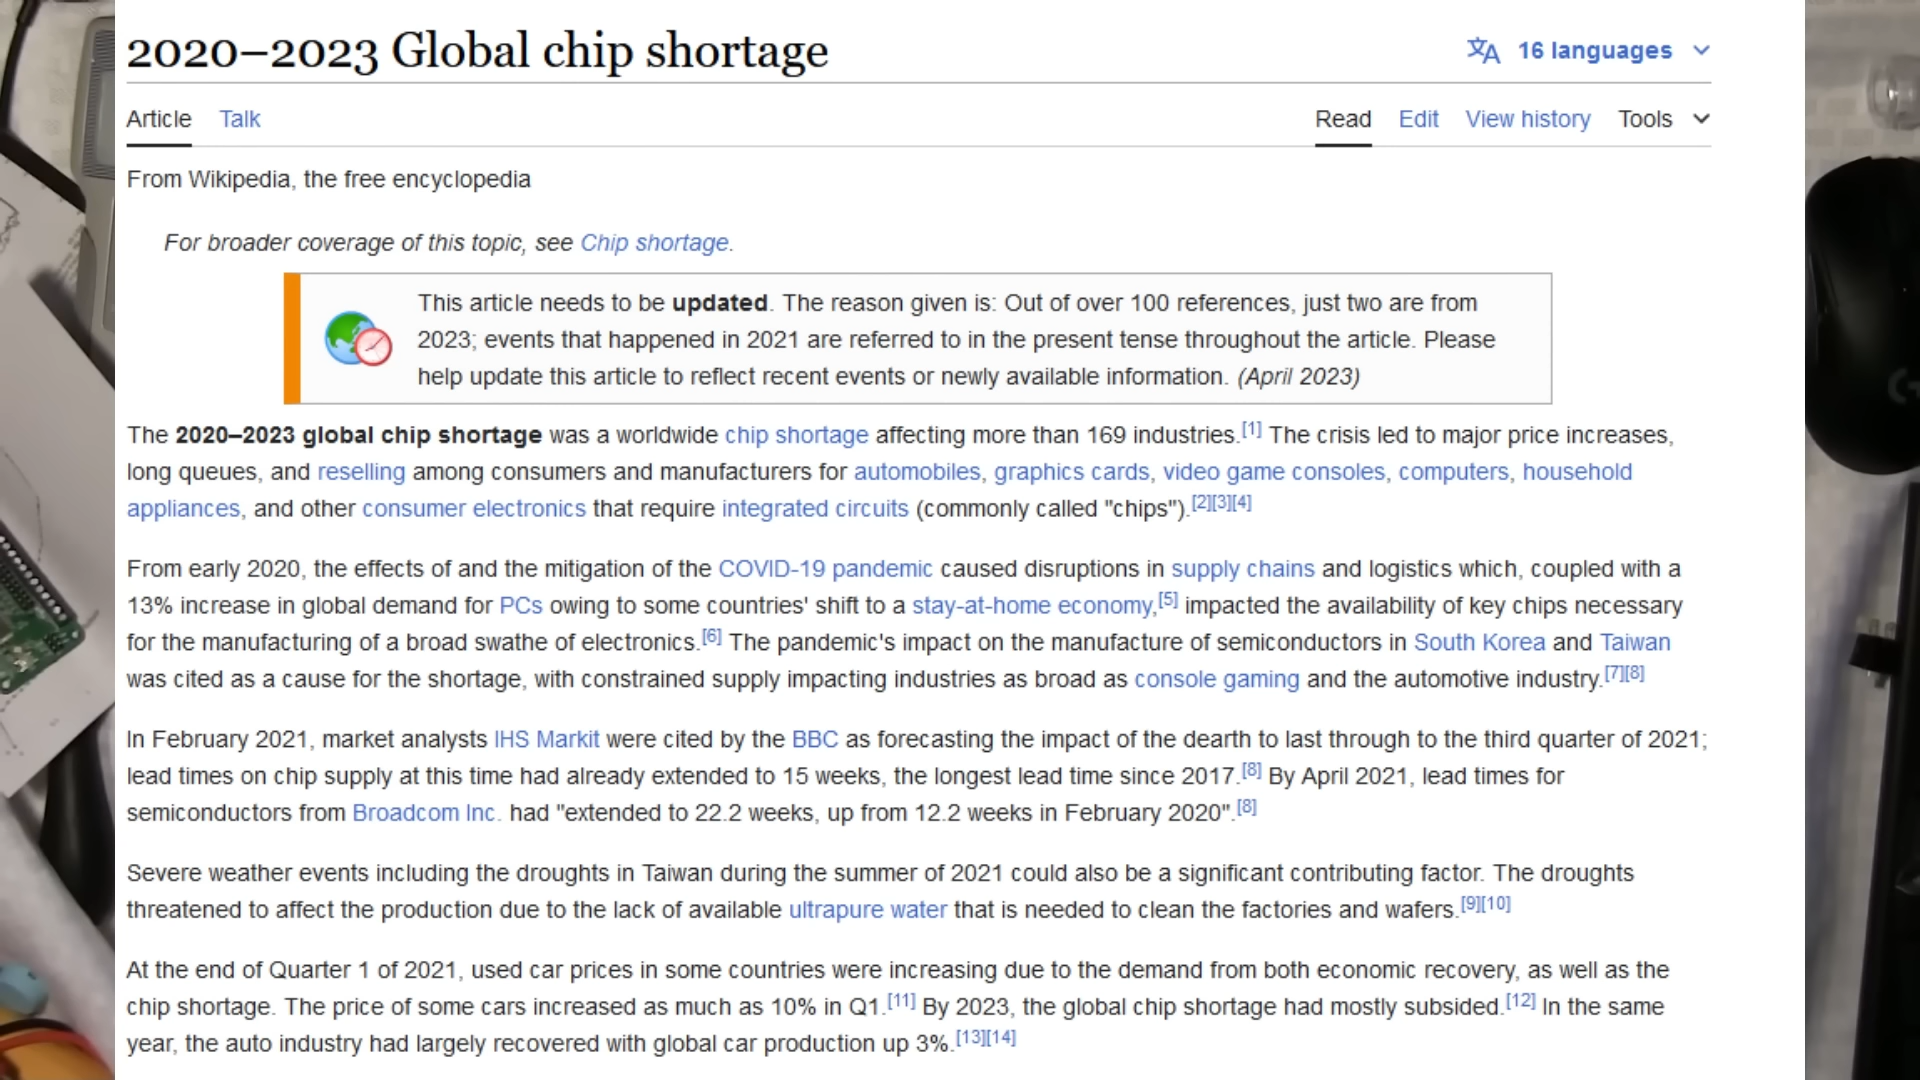 2020–2023 Global chip shortage
16 languages
Article Talk
Read Edit View history Tools
From Wikipedia, the free encyclopedia
For broader coverage of this topic, see Chip shortage.
This article needs to be updated. The reason given is: Out of over 100 references, just two are from
2023; events that happened in 2021 are referred to in the present tense throughout the article. Please
help update this article to reflect recent events or newly available information. (April 2023)
The 2020–2023 global chip shortage was a worldwide chip shortage affecting more than 169 industries.[1] The crisis led to major price increases,
long queues, and reselling among consumers and manufacturers for automobiles, graphics cards, video game consoles, computers, household
appliances, and other consumer electronics that require integrated circuits (commonly called "chips").[2][3][4]
From early 2020, the effects of and the mitigation of the COVID-19 pandemic caused disruptions in supply chains and logistics which, coupled with a
13% increase in global demand for PCs owing to some countries' shift to a stay-at-home economy,[5] impacted the availability of key chips necessary
for the manufacturing of a broad swathe of electronics.[6] The pandemic's impact on the manufacture of semiconductors in South Korea and Taiwan
was cited as a cause for the shortage, with constrained supply impacting industries as broad as console gaming and the automotive industry.[7][8]
In February 2021, market analysts IHS Markit were cited by the BBC as forecasting the impact of the dearth to last through to the third quarter of 2021;
lead times on chip supply at this time had already extended to 15 weeks, the longest lead time since 2017.[8] By April 2021, lead times for
semiconductors from Broadcom Inc. had "extended to 22.2 weeks, up from 12.2 weeks in February 2020".[8]
Severe weather events including the droughts in Taiwan during the summer of 2021 could also be a significant contributing factor. The droughts
threatened to affect the production due to the lack of available ultrapure water that is needed to clean the factories and wafers.[9][10]
At the end of Quarter 1 of 2021, used car prices in some countries were increasing due to the demand from both economic recovery, as well as the
chip shortage. The price of some cars increased as much as 10% in Q1.[11] By 2023, the global chip shortage had mostly subsided.[12] In the same
year, the auto industry had largely recovered with global car production up 3%.[13][14]